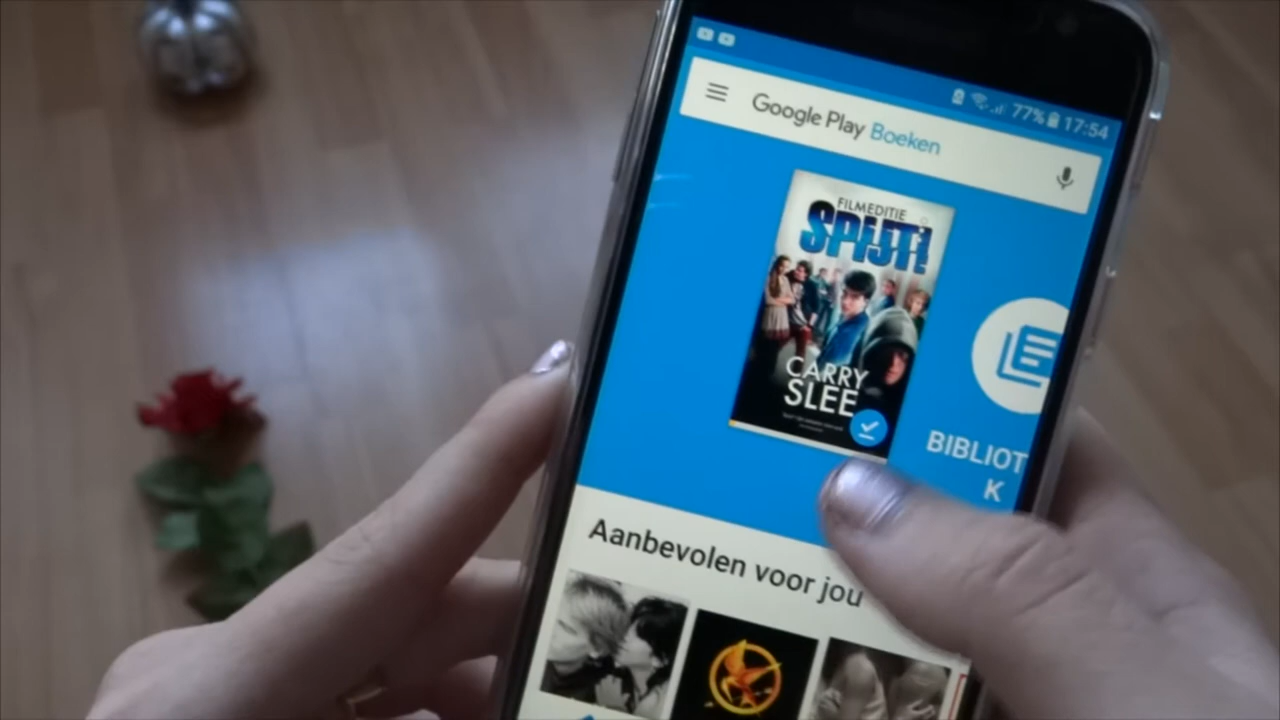 77% 17:54
Google Play Boeken
FILMEDITIE
SPIJT!
CARRY
SLEE
BIBLIOT
K
Aanbevolen voor jou